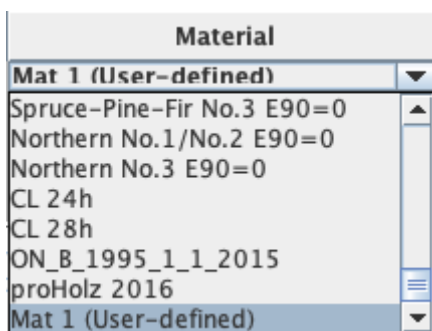 Material
Mat 1 (User-defined)
Spruce-Pine-Fir No.3 E90=0
Northern No.1/No.2 E90=0
Northern No.3 E90=0
CL 24h
CL 28h
ON_B_1995_1_1_2015
proHolz 2016
Mat 1 (User-defined)